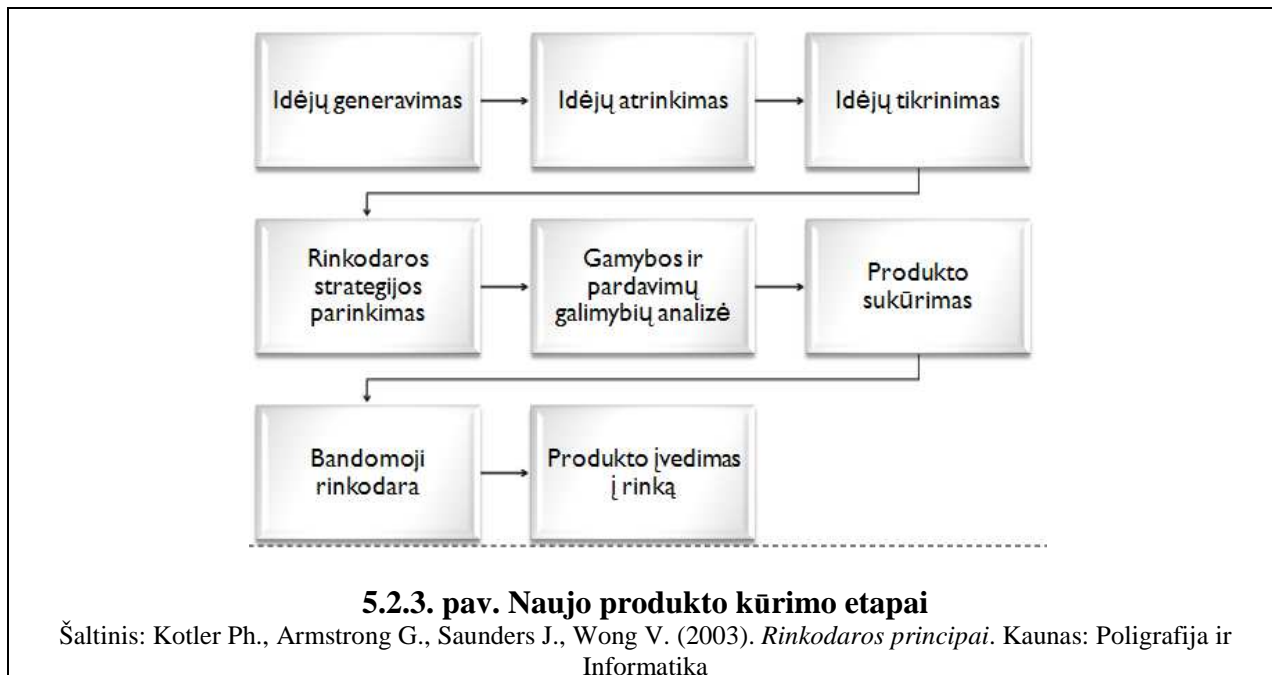 Idėjų generavimas
Idėjų atrinkimas
Idėjų tikrinimas
Rinkodaros
strategijos
parinkimas
Gamybos ir
pardavimų
galimybių analizė
Produkto
sukūrimas
Bandomoji
rinkodara
Produkto įvedimas
į rinką
5.2.3. pav. Naujo produkto kūrimo etapai
Šaltinis: Kotler Ph., Armstrong G., Saunders J., Wong V. (2003). Rinkodaros principai. Kaunas: Poligrafija ir
Informatika